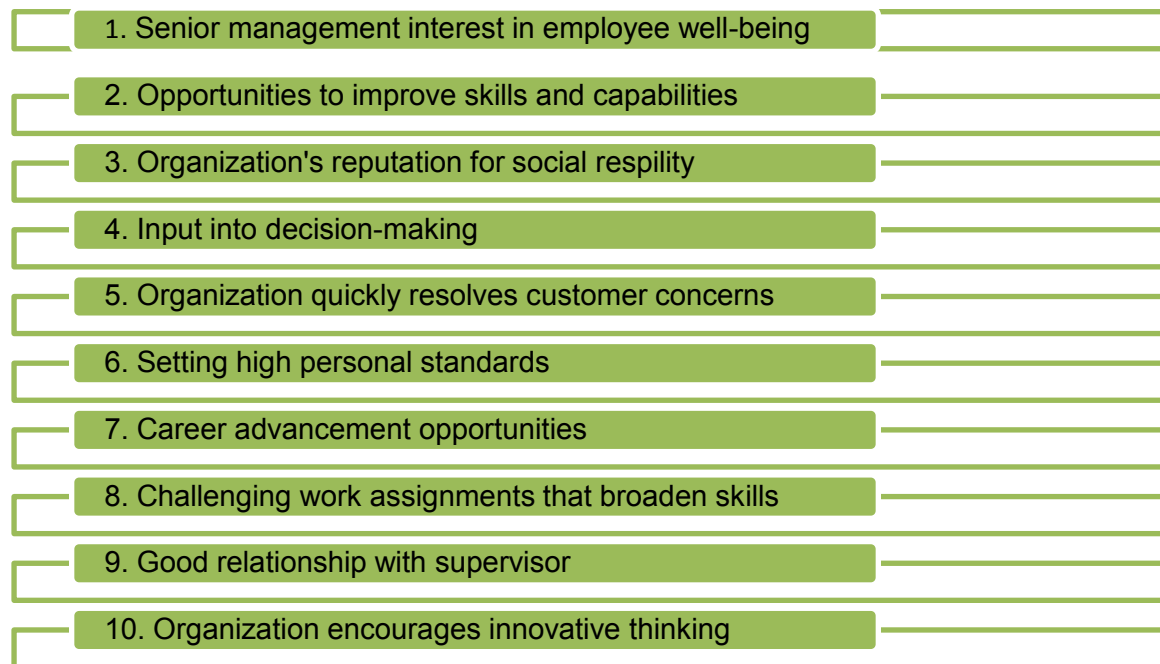 1. Senior management interest in employee well-being
2. Opportunities to improve skills and capabilities
3. Organization's reputation for social respility
4. Input into decision-making
5. Organization quickly resolves customer concerns
6. Setting high personal standards
7. Career advancement opportunities
8. Challenging work assignments that broaden skills
9. Good relationship with supervisor
10. Organization encourages innovative thinking